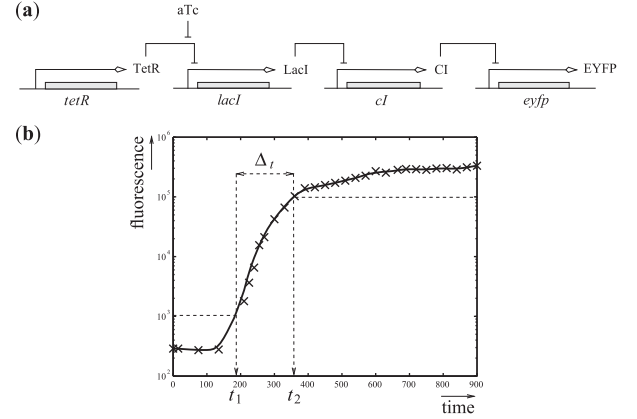 (a)
aTc
TetR LacI CI EYFP
tetR lacI cI eyfp
(b)
fluorescence
10^6
10^5
10^4
10^3
10^2
Δt
0 100 200 300 400 500 600 700 800 900
t1 t2 time